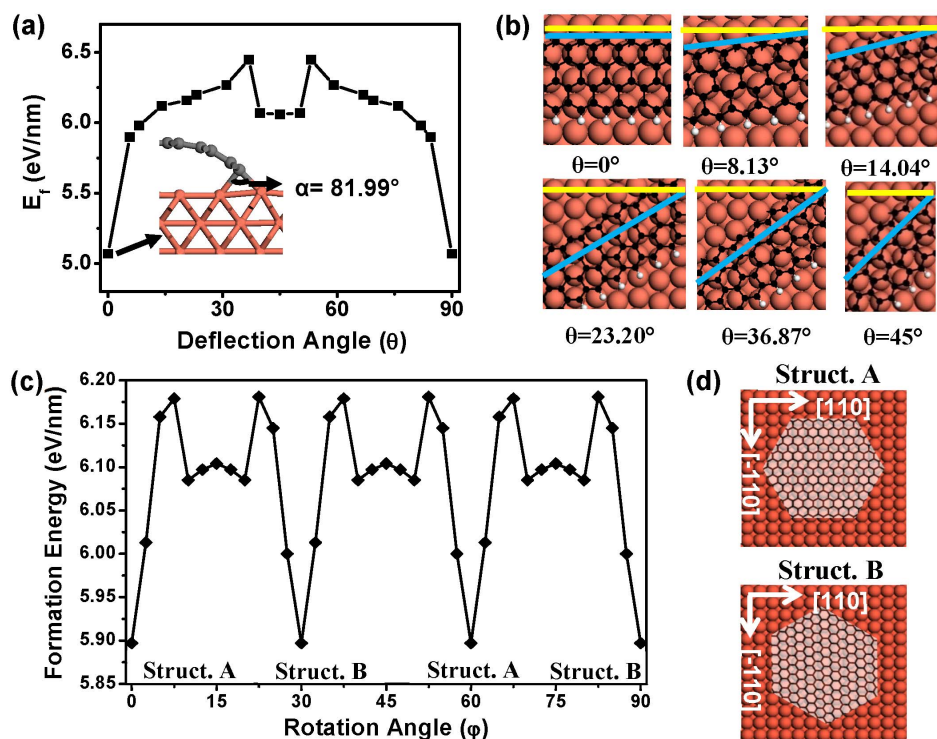 (a)
6.5
6.0
5.5
5.0
E_f (eV/nm)
α= 81.99°
0 30 60 90
Deflection Angle (θ)
(b)
θ=0° θ=8.13° θ=14.04°
θ=23.20° θ=36.87° θ=45°
(c)
6.20
6.15
6.10
6.05
6.00
5.95
5.90
5.85
Formation Energy (eV/nm)
Struct. A Struct. B Struct. A Struct. B
0 15 30 45 60 75 90
Rotation Angle (φ)
(d)
Struct. A
[110]
[-110]
Struct. B
[110]
[-110]